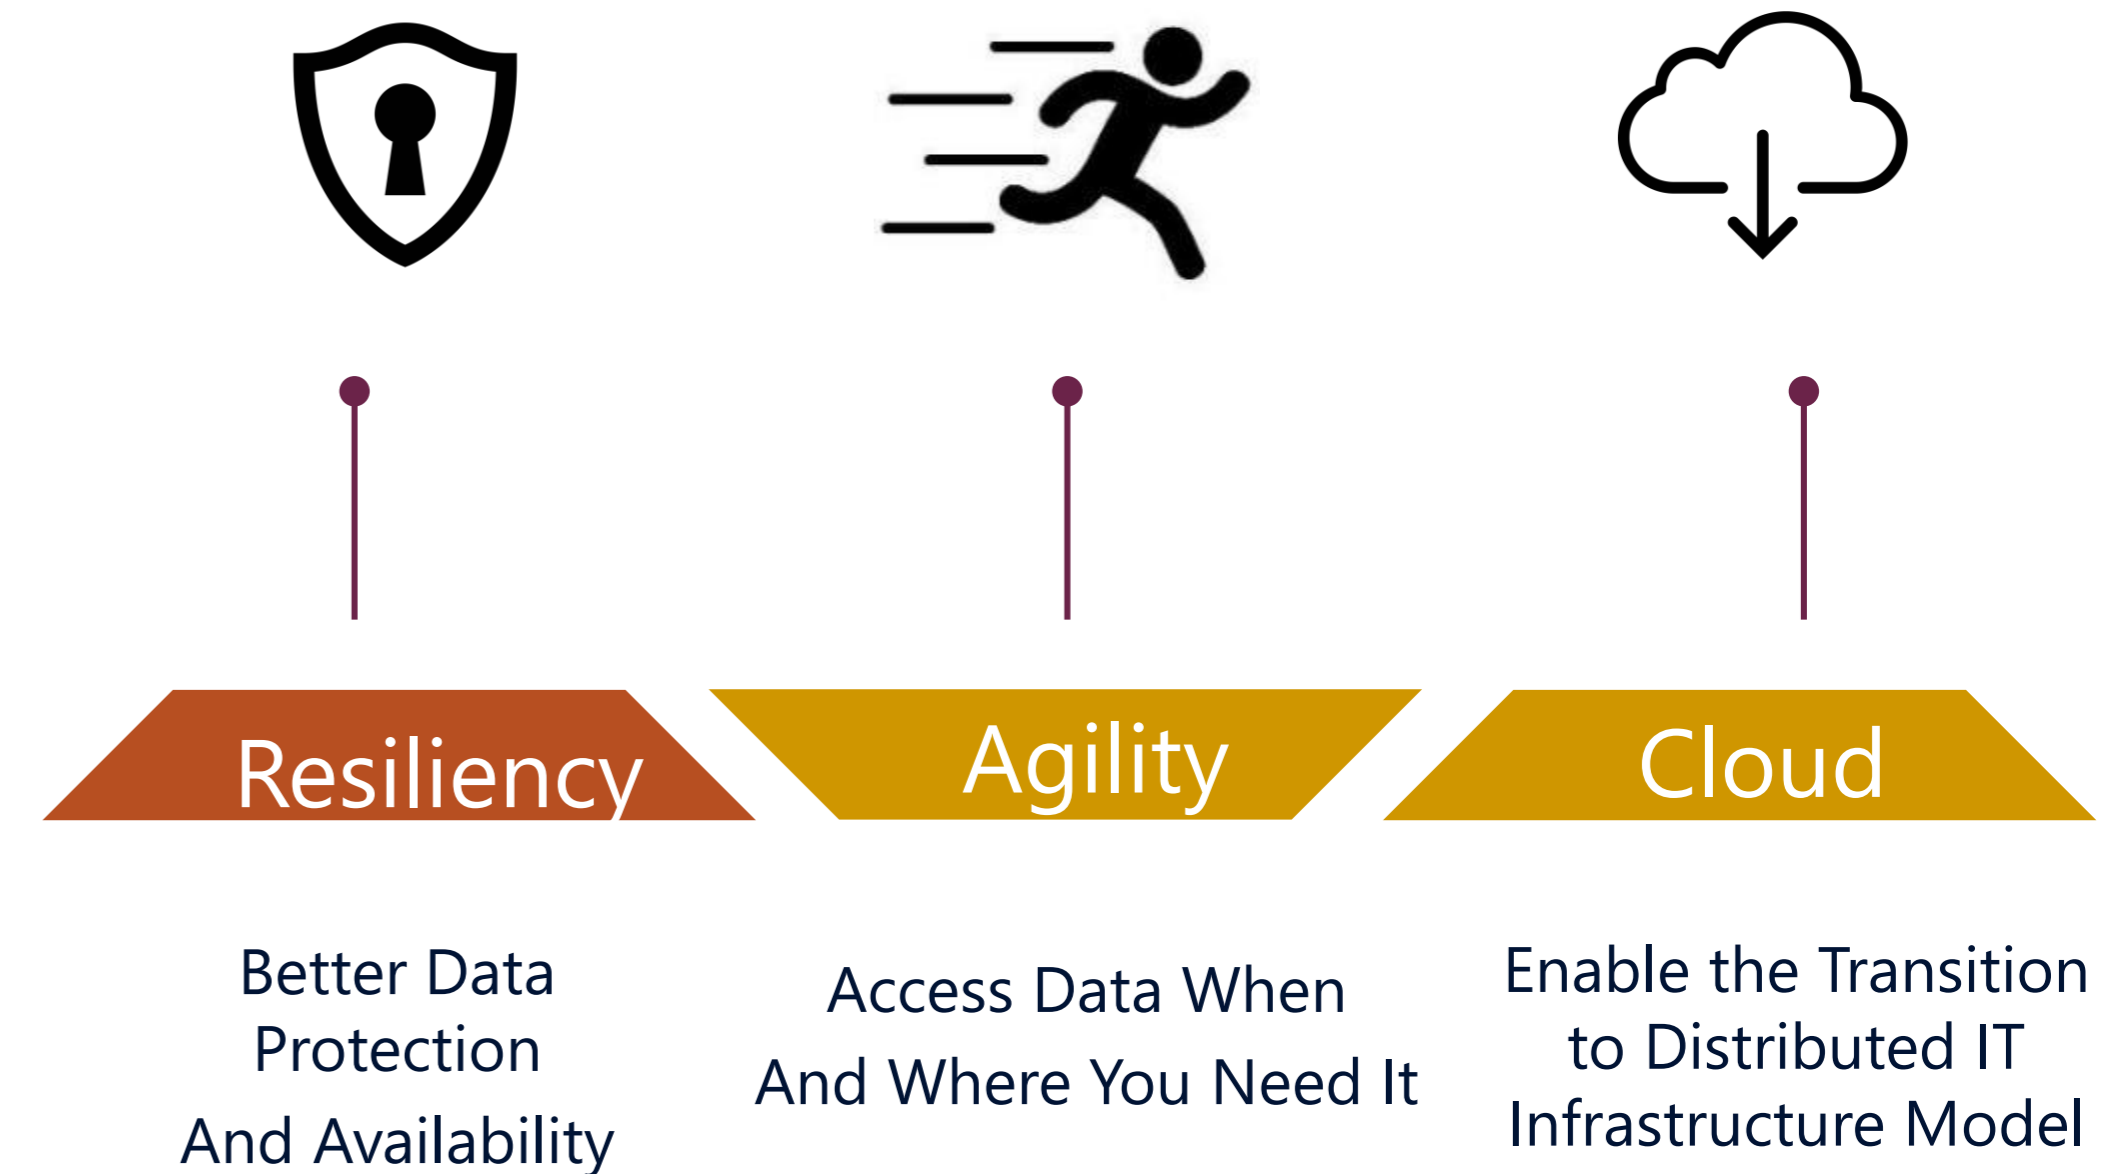 Resiliency
Agility
Cloud
Better Data
Protection
And Availability
Access Data When
And Where You Need It
Enable the Transition
to Distributed IT
Infrastructure Model